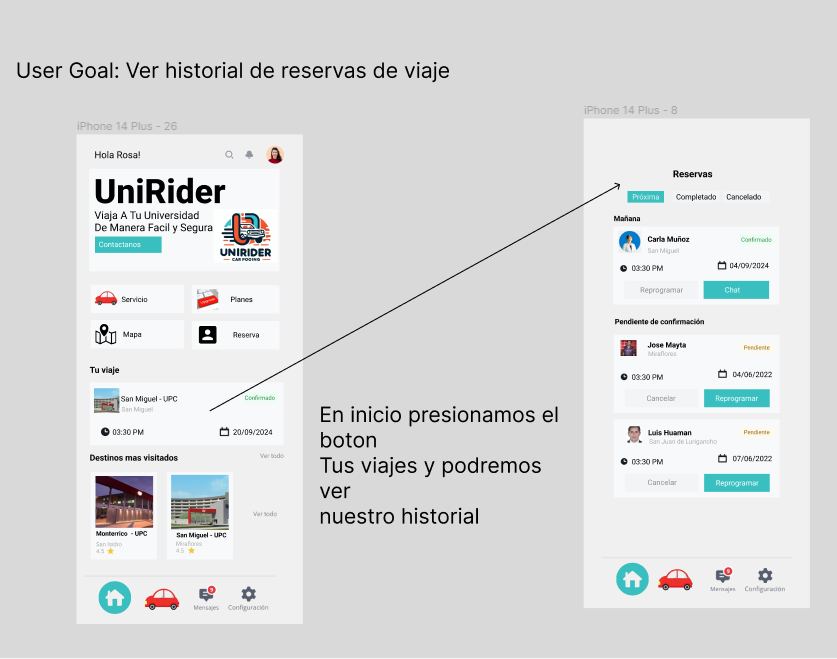 User Goal: Ver historial de reservas de viaje
iPhone 14 Plus - 26
Hola Rosa!
UniRider
Viaja A Tu Universidad
De Manera Facil y Segura
Contactanos
UNIRIDER
CAR POOING
Servicio
Planes
Mapa
Reserva
Tu viaje
San Miguel - UPC
San Miguel
Confirmado
03:30 PM
20/09/2024
Destinos mas visitados
Ver todo
Monterrico - UPC
San Isidro
4.5
San Miguel - UPC
Miraflores
4.5
Ver todo
9
Mensajes
Configuración
En inicio presionamos el
boton
Tus viajes y podremos
ver
nuestro historial
iPhone 14 Plus - 8
Reservas
Próxima
Completado
Cancelado
Mañana
Carla Muñoz
San Miguel
Confirmado
03:30 PM
04/09/2024
Reprogramar
Chat
Pendiente de confirmación
Jose Mayta
Miraflores
Pendiente
03:30 PM
04/06/2022
Cancelar
Reprogramar
Luis Huaman
San Juan de Lurigancho
Pendiente
03:30 PM
07/06/2022
Cancelar
Reprogramar
9
Mensajes
Configuración